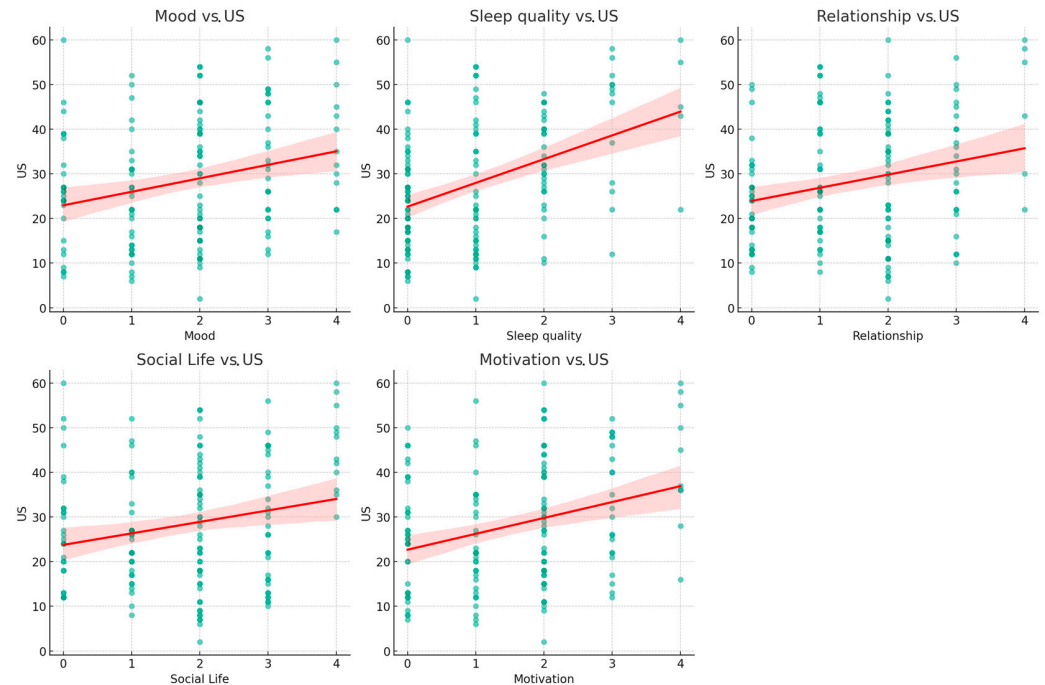 Mood vs. US
Sleep quality vs. US
Relationship vs. US
60
50
40
30
20
10
0
US
0 1 2 3 4
Mood
60
50
40
30
20
10
0
US
0 1 2 3 4
Sleep quality
60
50
40
30
20
10
0
US
0 1 2 3 4
Relationship
Social Life vs. US
Motivation vs. US
60
50
40
30
20
10
0
US
0 1 2 3 4
Social Life
60
50
40
30
20
10
0
US
0 1 2 3 4
Motivation